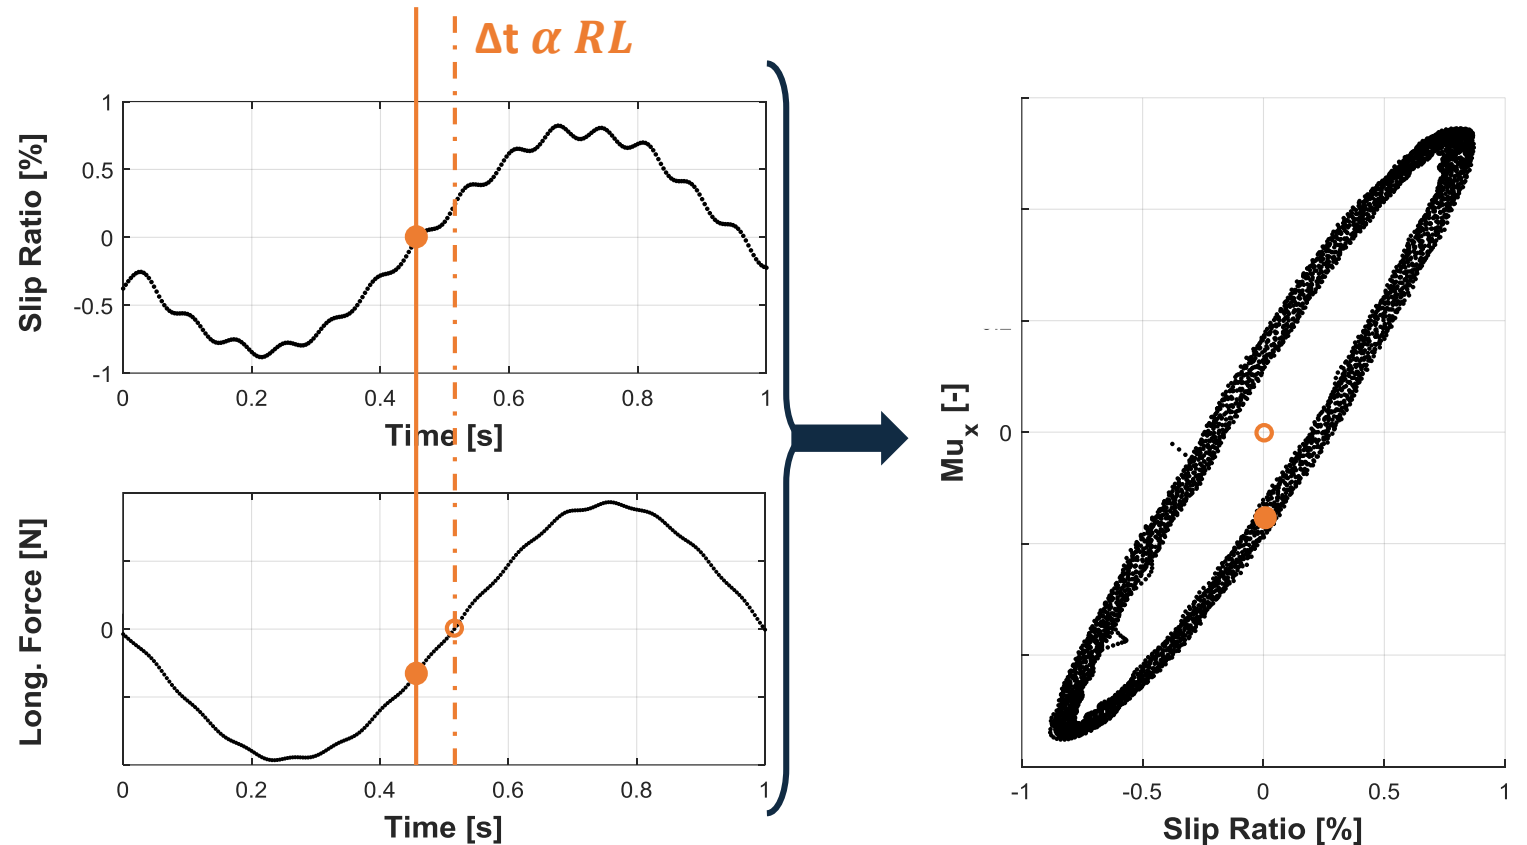 Δt α RL
Slip Ratio [%]
1
0.5
0
-0.5
-1
0 0.2 0.4 0.6 0.8 1
Time [s]
Long. Force [N]
0
0 0.2 0.4 0.6 0.8 1
Time [s]
Mu_x [-]
0
-1 -0.5 0 0.5 1
Slip Ratio [%]